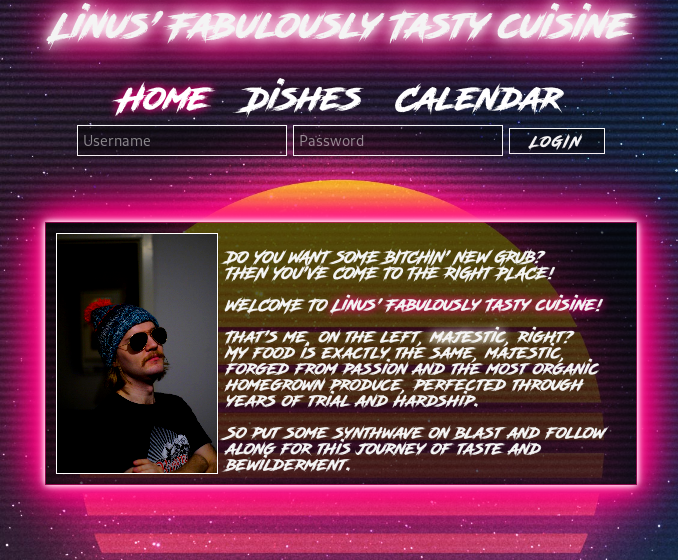 Linus' Fabulously Tasty Cuisine
Home Dishes Calendar
Username Password Login
Do you want some bitchin' new grub?
Then you've come to the right place!
Welcome to Linus' Fabulously Tasty Cuisine!
That's me, on the left, majestic, right?
My food is exactly the same, majestic,
forged from passion and the most organic
homegrown produce, perfected through
years of trial and hardship.
So put some synthwave on blast and follow
along for this journey of taste and
bewilderment.